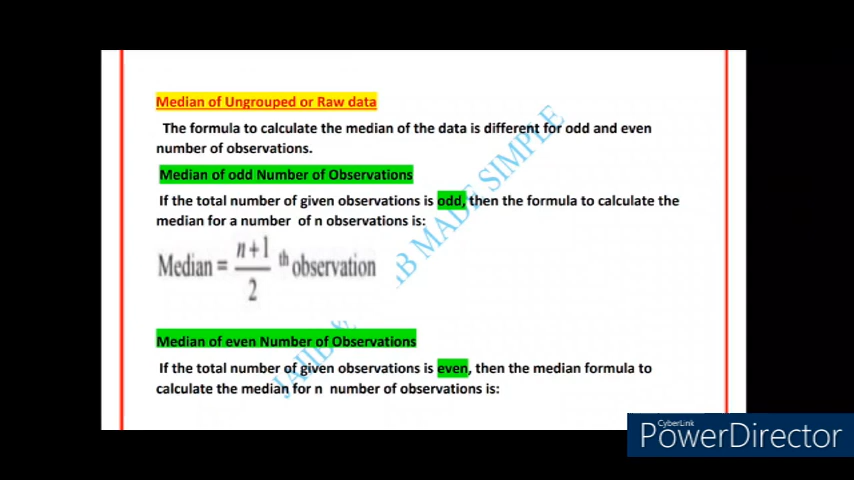 Median of Ungrouped or Raw data
The formula to calculate the median of the data is different for odd and even
number of observations.
Median of odd Number of Observations
If the total number of given observations is odd, then the formula to calculate the
median for a number of n observations is:
Median = n+1/2 th observation
Median of even Number of Observations
If the total number of given observations is even, then the median formula to
calculate the median for n number of observations is:
MADE SIMPLE
CyberLink
PowerDirector